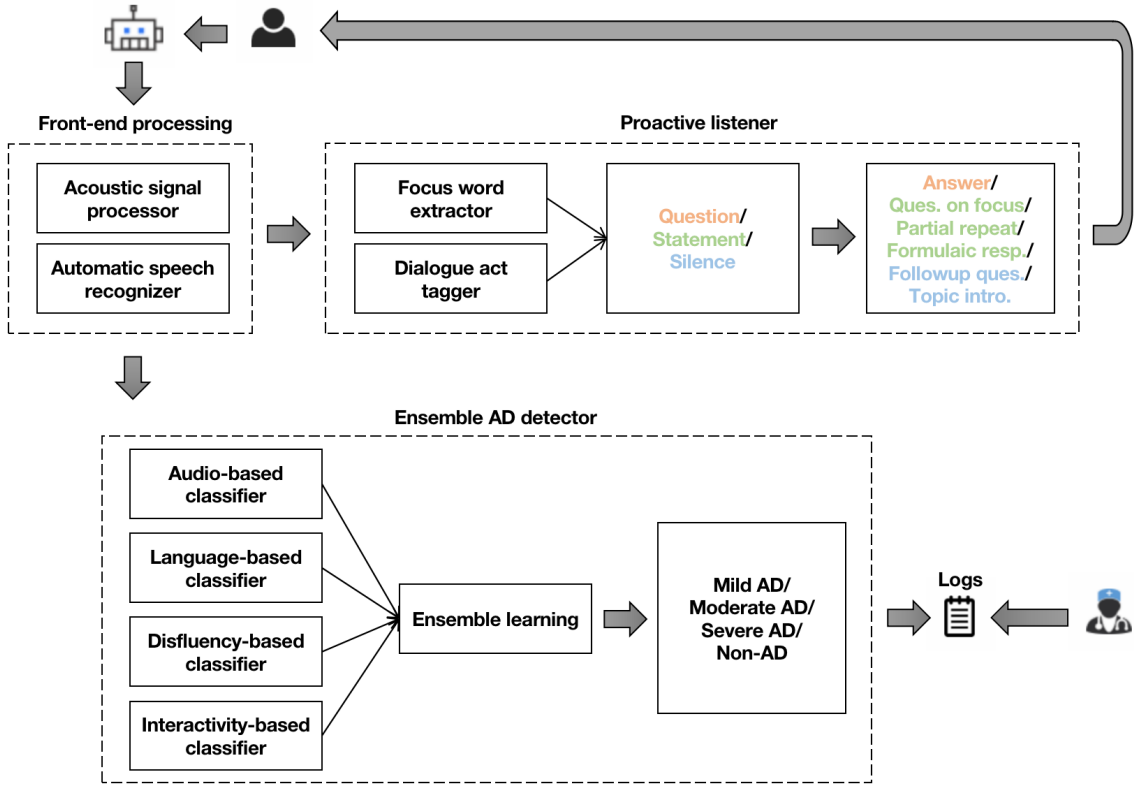 Front-end processing
Acoustic signal
processor
Automatic speech
recognizer
Proactive listener
Focus word
extractor
Dialogue act
tagger
Question/
Statement/
Silence
Answer/
Ques. on focus/
Partial repeat/
Formulaic resp./
Followup ques./
Topic intro.
Ensemble AD detector
Audio-based
classifier
Language-based
classifier
Disfluency-based
classifier
Interactivity-based
classifier
Ensemble learning
Mild AD/
Moderate AD/
Severe AD/
Non-AD
Logs